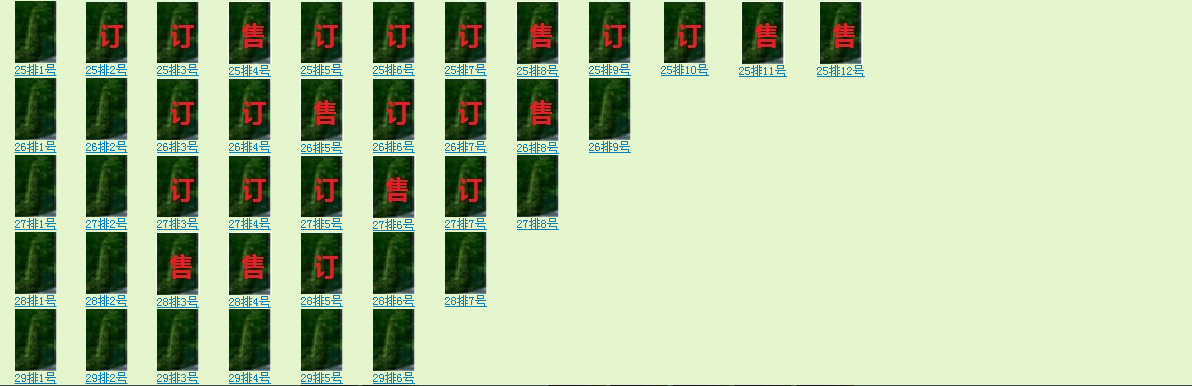 订 订 售 订 订 订 售 订 订 售 售
25排1号 25排2号 25排3号 25排4号 25排5号 25排6号 25排7号 25排8号 25排9号 25排10号 25排11号 25排12号
订 订 售 订 订 售
26排1号 26排2号 26排3号 26排4号 26排5号 26排6号 26排7号 26排8号 26排9号
订 订 订 售 订
27排1号 27排2号 27排3号 27排4号 27排5号 27排6号 27排7号 27排8号
售 售 订
28排1号 28排2号 28排3号 28排4号 28排5号 28排6号 28排7号
29排1号 29排2号 29排3号 29排4号 29排5号 29排6号